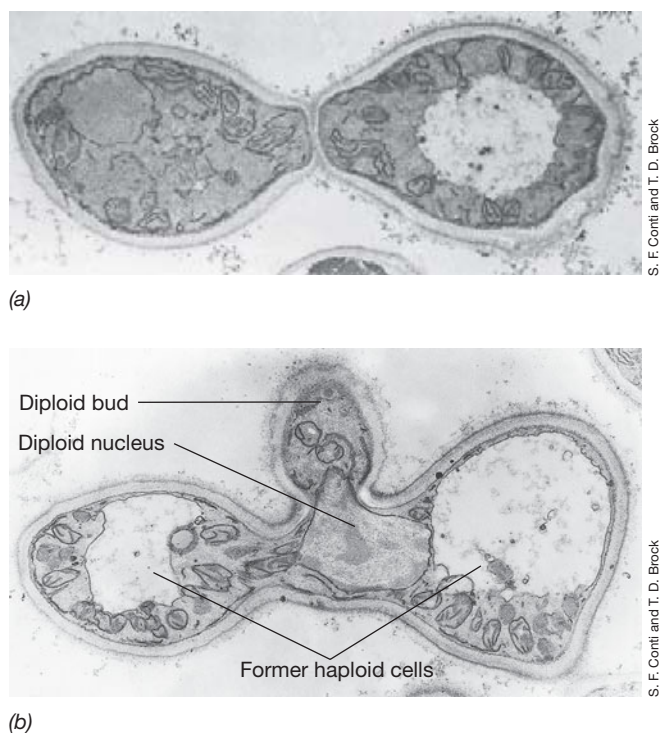 S. F. Conti and T. D. Brock
(a)
Diploid bud
Diploid nucleus
Former haploid cells
S. F. Conti and T. D. Brock
(b)